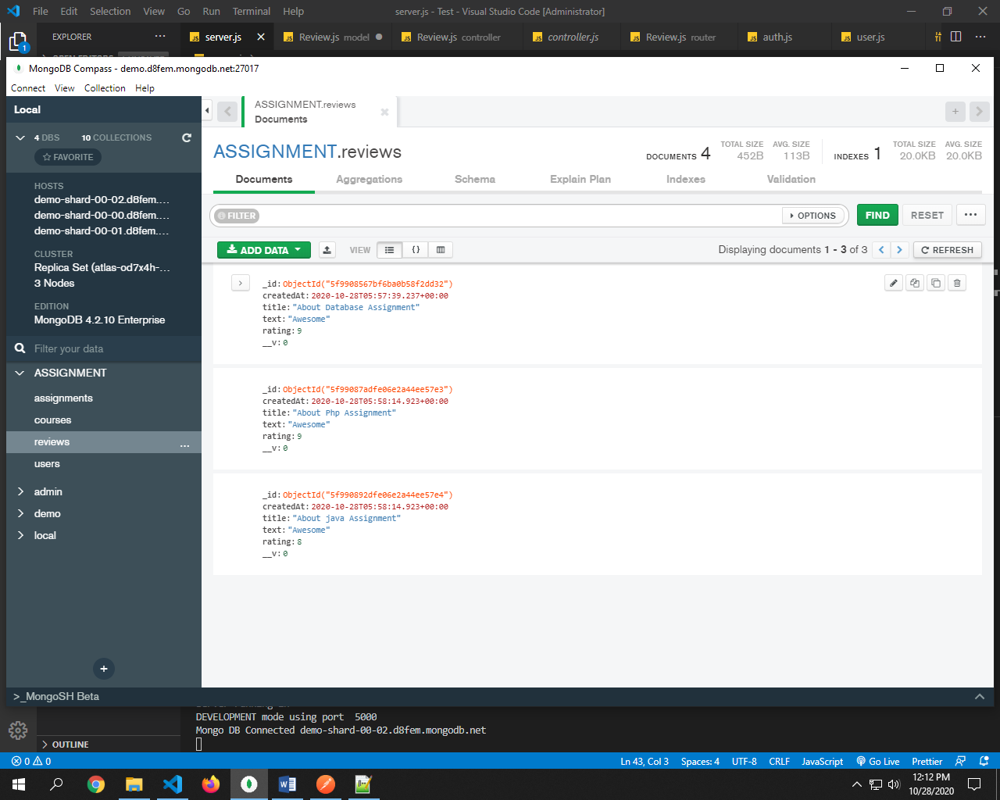 File Edit Selection View Go Run Terminal Help
server.js - Test - Visual Studio Code [Administrator]
EXPLORER ...
JS server.js
JS Review.js model
JS Review.js controller
JS controller.js
JS Review.js router
JS auth.js
JS user.js
1
MongoDB Compass - demo.d8fem.mongodb.net:27017
Connect View Collection Help
Local
4 DBS 10 COLLECTIONS
FAVORITE
HOSTS
demo-shard-00-02.d8fem....
demo-shard-00-00.d8fem....
demo-shard-00-01.d8fem....
CLUSTER
Replica Set (atlas-od7x4h-...
3 Nodes
EDITION
MongoDB 4.2.10 Enterprise
Filter your data
ASSIGNMENT
assignments
courses
reviews ...
users
admin
demo
local
+
ASSIGNMENT.reviews
Documents
+
ASSIGNMENT.reviews
DOCUMENTS 4 TOTAL SIZE 452B AVG. SIZE 113B INDEXES 1 TOTAL SIZE 20.0KB AVG. SIZE 20.0KB
Documents Aggregations Schema Explain Plan Indexes Validation
FILTER OPTIONS FIND RESET ...
ADD DATA VIEW {} Displaying documents 1 - 3 of 3 REFRESH
_id: ObjectId("5f9908567bf6ba0b58f2dd32")
createdAt: 2020-10-28T05:57:39.237+00:00
title: "About Database Assignment"
text: "Awesome"
rating: 9
__v: 0
_id: ObjectId("5f99087adfe06e2a44ee57e3")
createdAt: 2020-10-28T05:58:14.923+00:00
title: "About Php Assignment"
text: "Awesome"
rating: 9
__v: 0
_id: ObjectId("5f990892dfe06e2a44ee57e4")
createdAt: 2020-10-28T05:58:14.923+00:00
title: "About java Assignment"
text: "Awesome"
rating: 8
__v: 0
>_MongoSH Beta
DEVELOPMENT mode using port  5000
Mongo DB Connected demo-shard-00-02.d8fem.mongodb.net
OUTLINE
0 0
Ln 43, Col 3 Spaces: 4 UTF-8 CRLF JavaScript Go Live Prettier
12:12 PM
10/28/2020